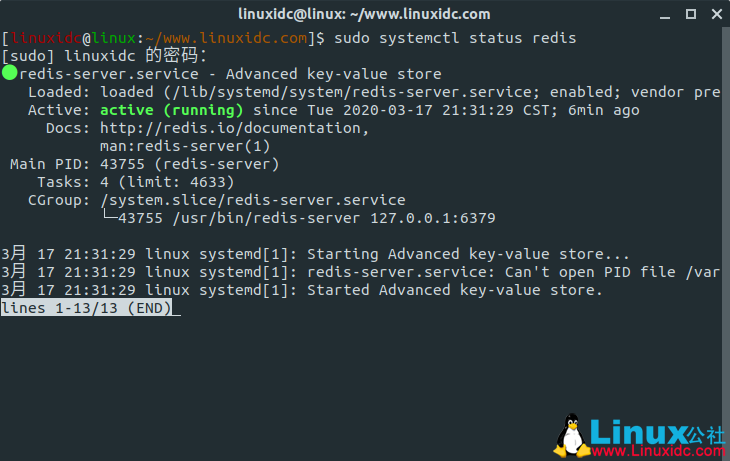 linuxidc@linux: ~/www.linuxidc.com
[linuxidc@linux:~/www.linuxidc.com]$ sudo systemctl status redis
[sudo] linuxidc 的密码：
●redis-server.service - Advanced key-value store
   Loaded: loaded (/lib/systemd/system/redis-server.service; enabled; vendor pre
   Active: active (running) since Tue 2020-03-17 21:31:29 CST; 6min ago
     Docs: http://redis.io/documentation,
           man:redis-server(1)
 Main PID: 43755 (redis-server)
    Tasks: 4 (limit: 4633)
   CGroup: /system.slice/redis-server.service
           └─43755 /usr/bin/redis-server 127.0.0.1:6379
3月 17 21:31:29 linux systemd[1]: Starting Advanced key-value store...
3月 17 21:31:29 linux systemd[1]: redis-server.service: Can't open PID file /var
3月 17 21:31:29 linux systemd[1]: Started Advanced key-value store.
lines 1-13/13 (END)
Linux公社
www.Linuxidc.com